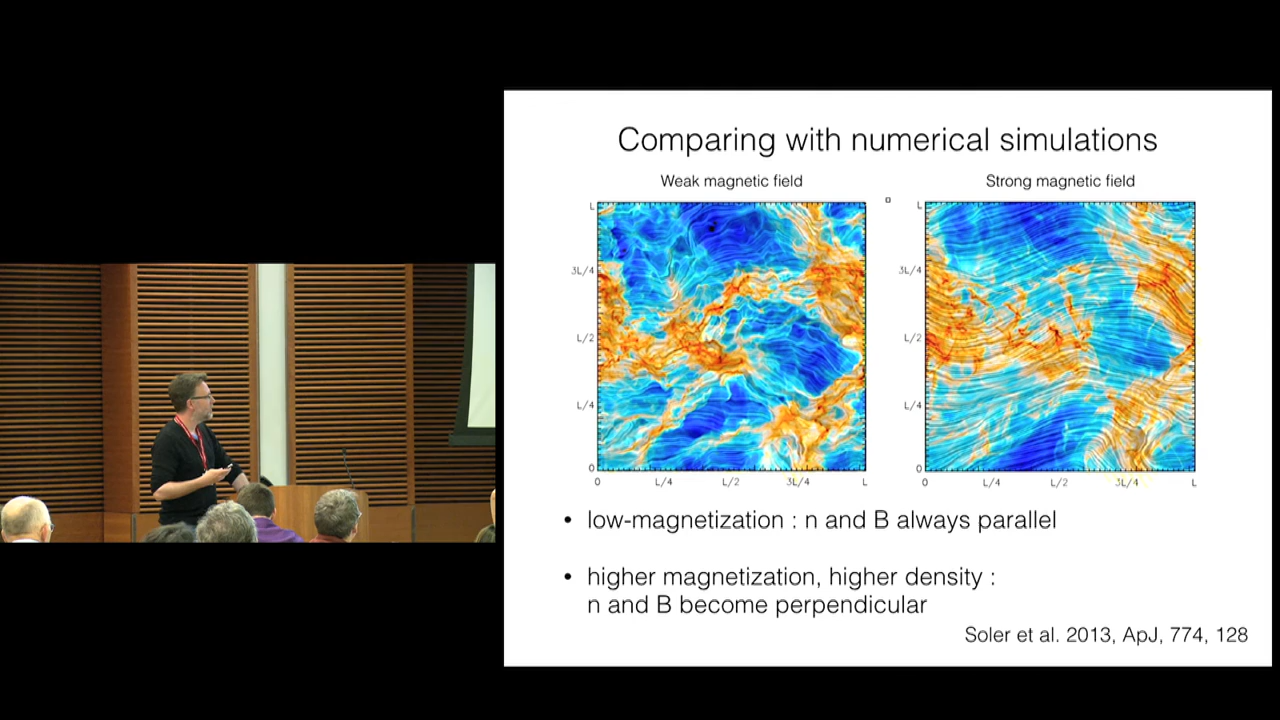 Comparing with numerical simulations
Weak magnetic field
Strong magnetic field
L
3L/4
L/2
L/4
0
0 L/4 L/2 3L/4 L
L
3L/4
L/2
L/4
0
0 L/4 L/2 3L/4 L
• low-magnetization : n and B always parallel
• higher magnetization, higher density :
n and B become perpendicular
Soler et al. 2013, ApJ, 774, 128